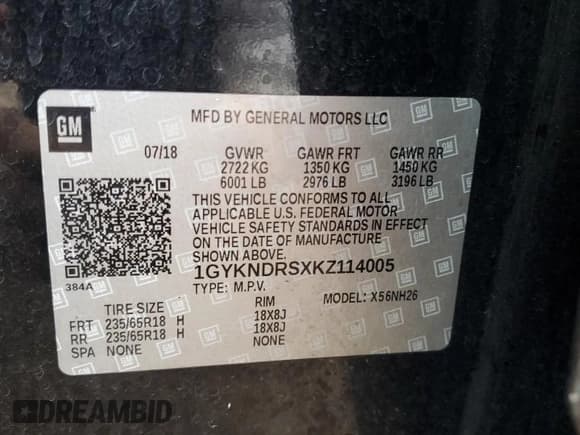 GM
MFD BY GENERAL MOTORS LLC
07/18 GVWR GAWR FRT GAWR RR
2722 KG 1350 KG 1450 KG
6001 LB 2976 LB 3196 LB
THIS VEHICLE CONFORMS TO ALL
APPLICABLE U.S. FEDERAL MOTOR
VEHICLE SAFETY STANDARDS IN EFFECT
ON THE DATE OF MANUFACTURE
SHOWN ABOVE.
384A
1GYKNDRSXKZ114005
TYPE: M.P.V. MODEL: X56NH26
TIRE SIZE RIM
FRT 235/65R18 H 18X8J
RR 235/65R18 H 18X8J
SPA NONE NONE
DREAMBID